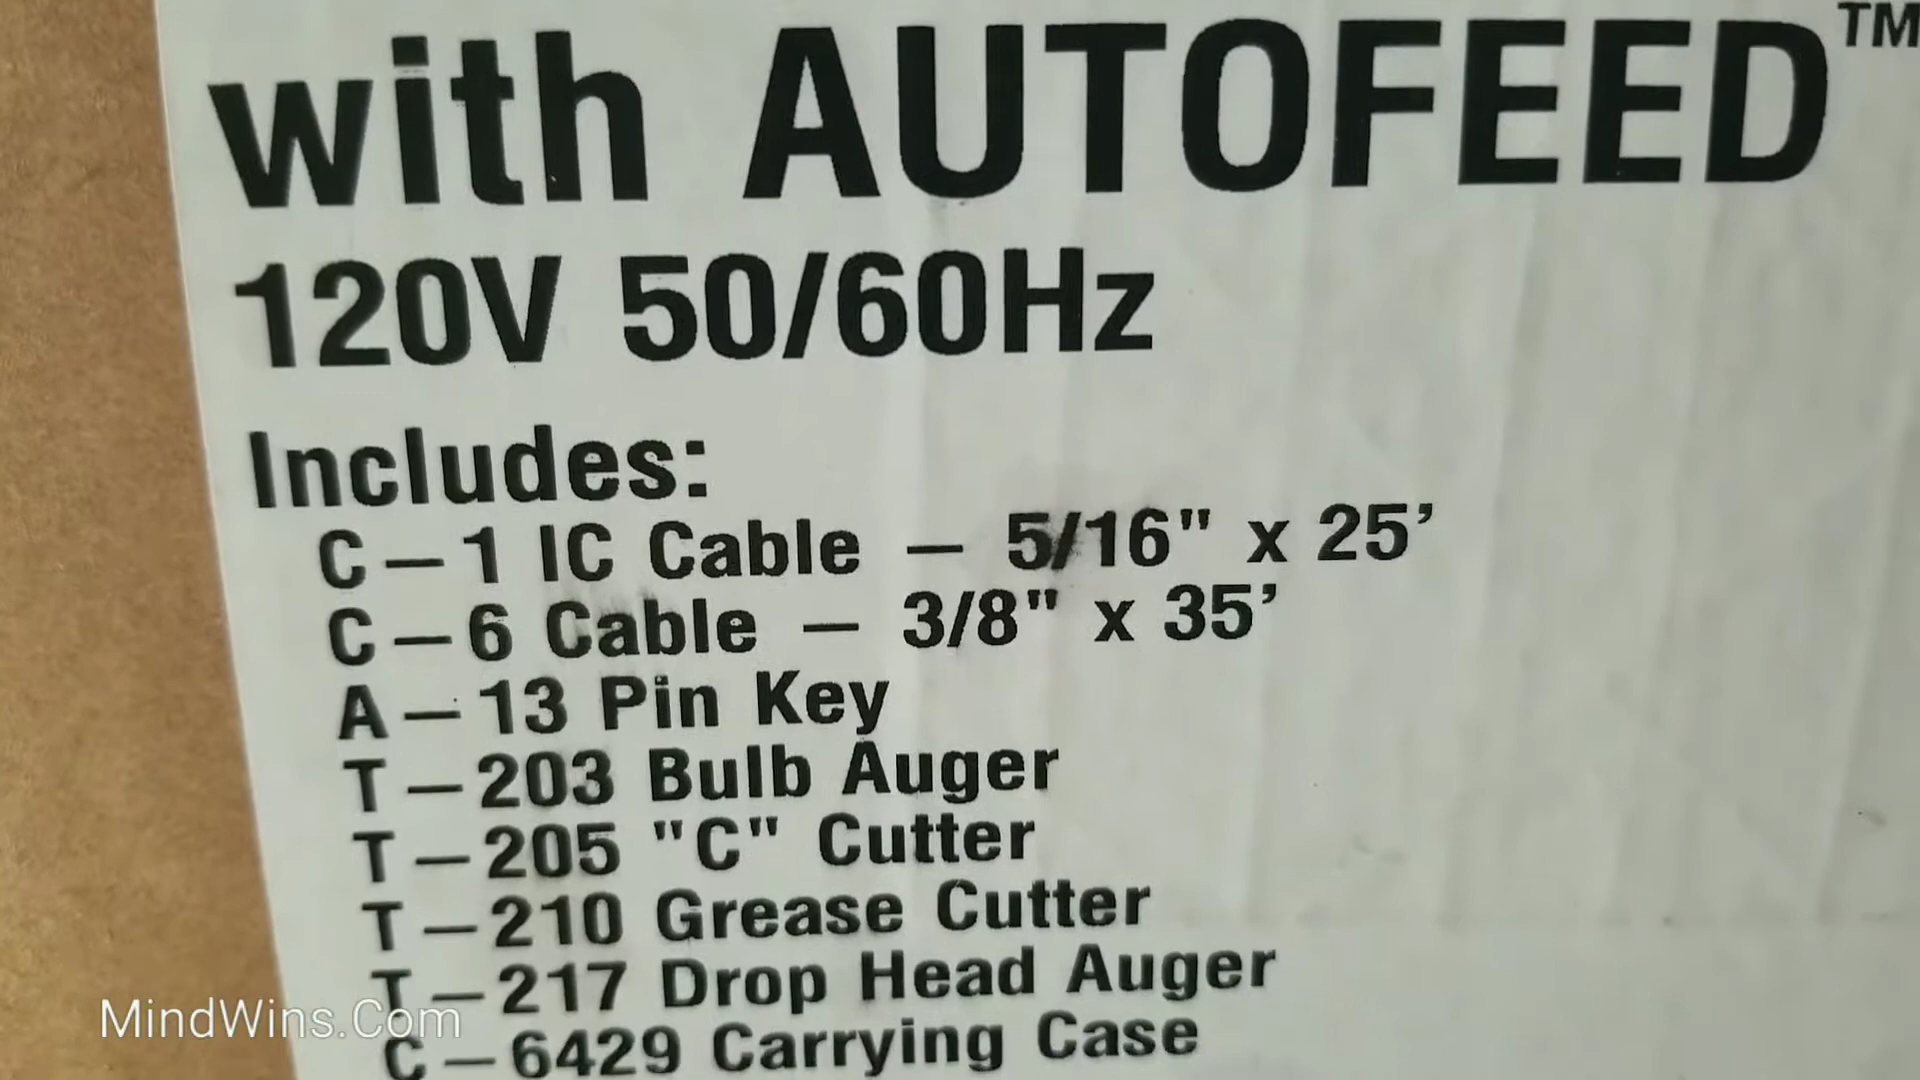 with AUTOFEED™
120V 50/60Hz
Includes:
C–1 IC Cable – 5/16" x 25’
C–6 Cable – 3/8" x 35’
A–13 Pin Key
T–203 Bulb Auger
T–205 "C" Cutter
T–210 Grease Cutter
T–217 Drop Head Auger
C–6429 Carrying Case
MindWins.Com